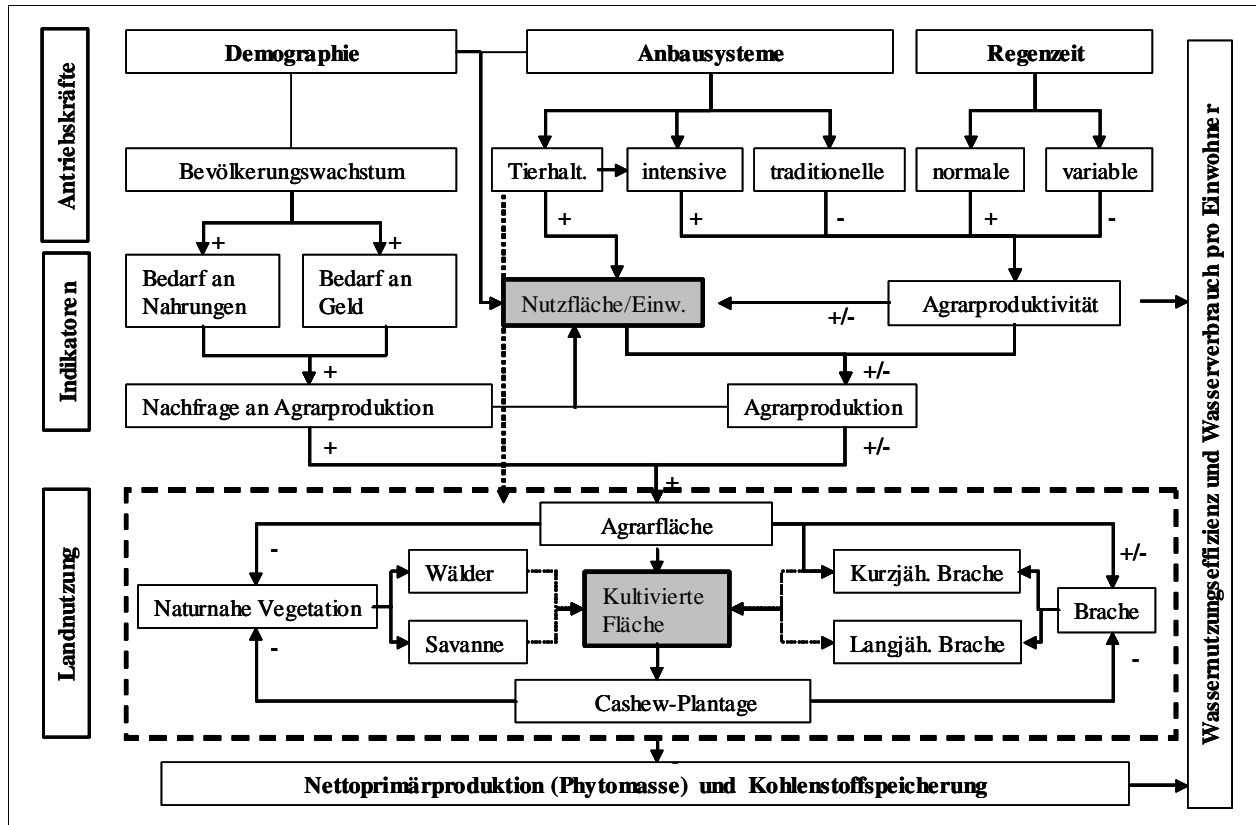 Antriebskräfte
Demographie
Anbausysteme
Regenzeit
Bevölkerungswachstum
Tierhalt.
intensive
traditionelle
normale
variable
+
+
+
+
-
+
-
Indikatoren
Bedarf an
Nahrungen
Bedarf an
Geld
Nutzfläche/Einw.
+/-
Agrarproduktivität
+
+/-
Nachfrage an Agrarproduktion
Agrarproduktion
+
+/-
+
Landnutzung
Agrarfläche
-
+/-
Wälder
Kurzjäh. Brache
Naturnahe Vegetation
Kultivierte
Fläche
Brache
Savanne
Langjäh. Brache
-
-
Cashew-Plantage
Nettoprimärproduktion (Phytomasse) und Kohlenstoffspeicherung
Wassernutzungseffizienz und Wasserverbrauch pro Einwohner